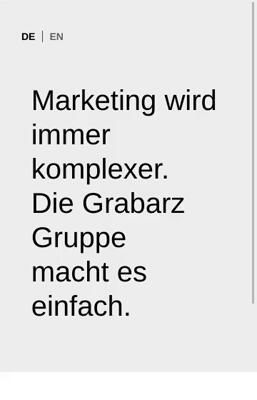 DE | EN
Marketing wird
immer
komplexer.
Die Grabarz
Gruppe
macht es
einfach.